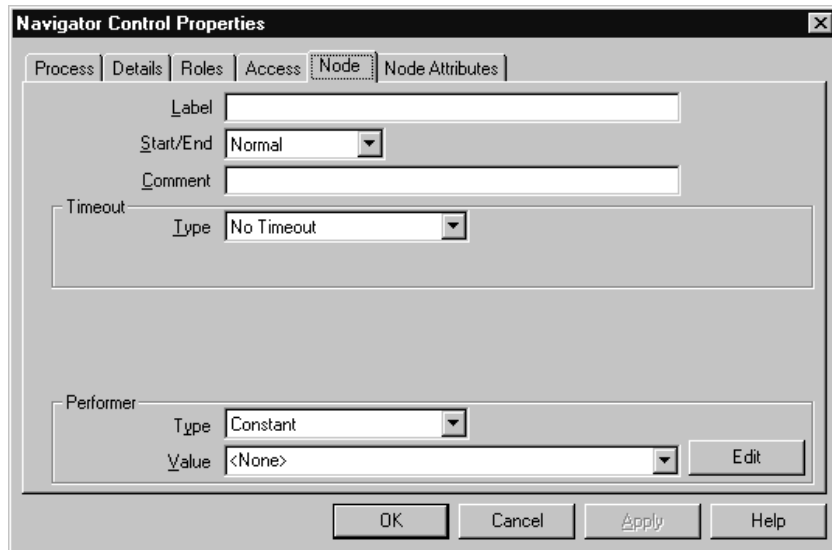 Navigator Control Properties
Process Details Roles Access Node Node Attributes
Label
Start/End Normal
Comment
Timeout
Type No Timeout
Performer
Type Constant
Value <None> Edit
OK Cancel Apply Help